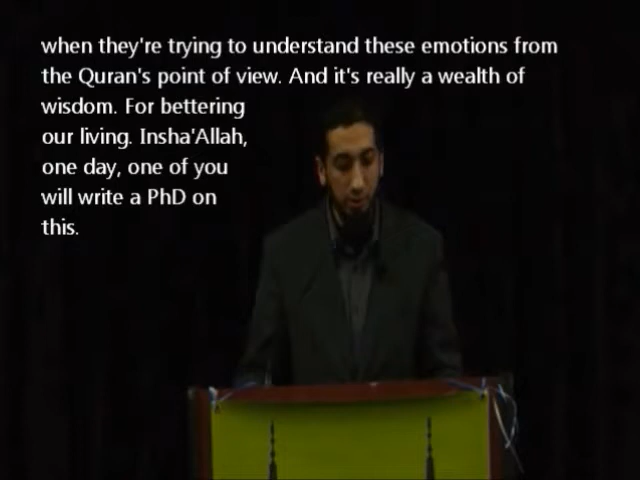 when they're trying to understand these emotions from
the Quran's point of view. And it's really a wealth of
wisdom. For bettering
our living. Insha'Allah,
one day, one of you
will write a PhD on
this.